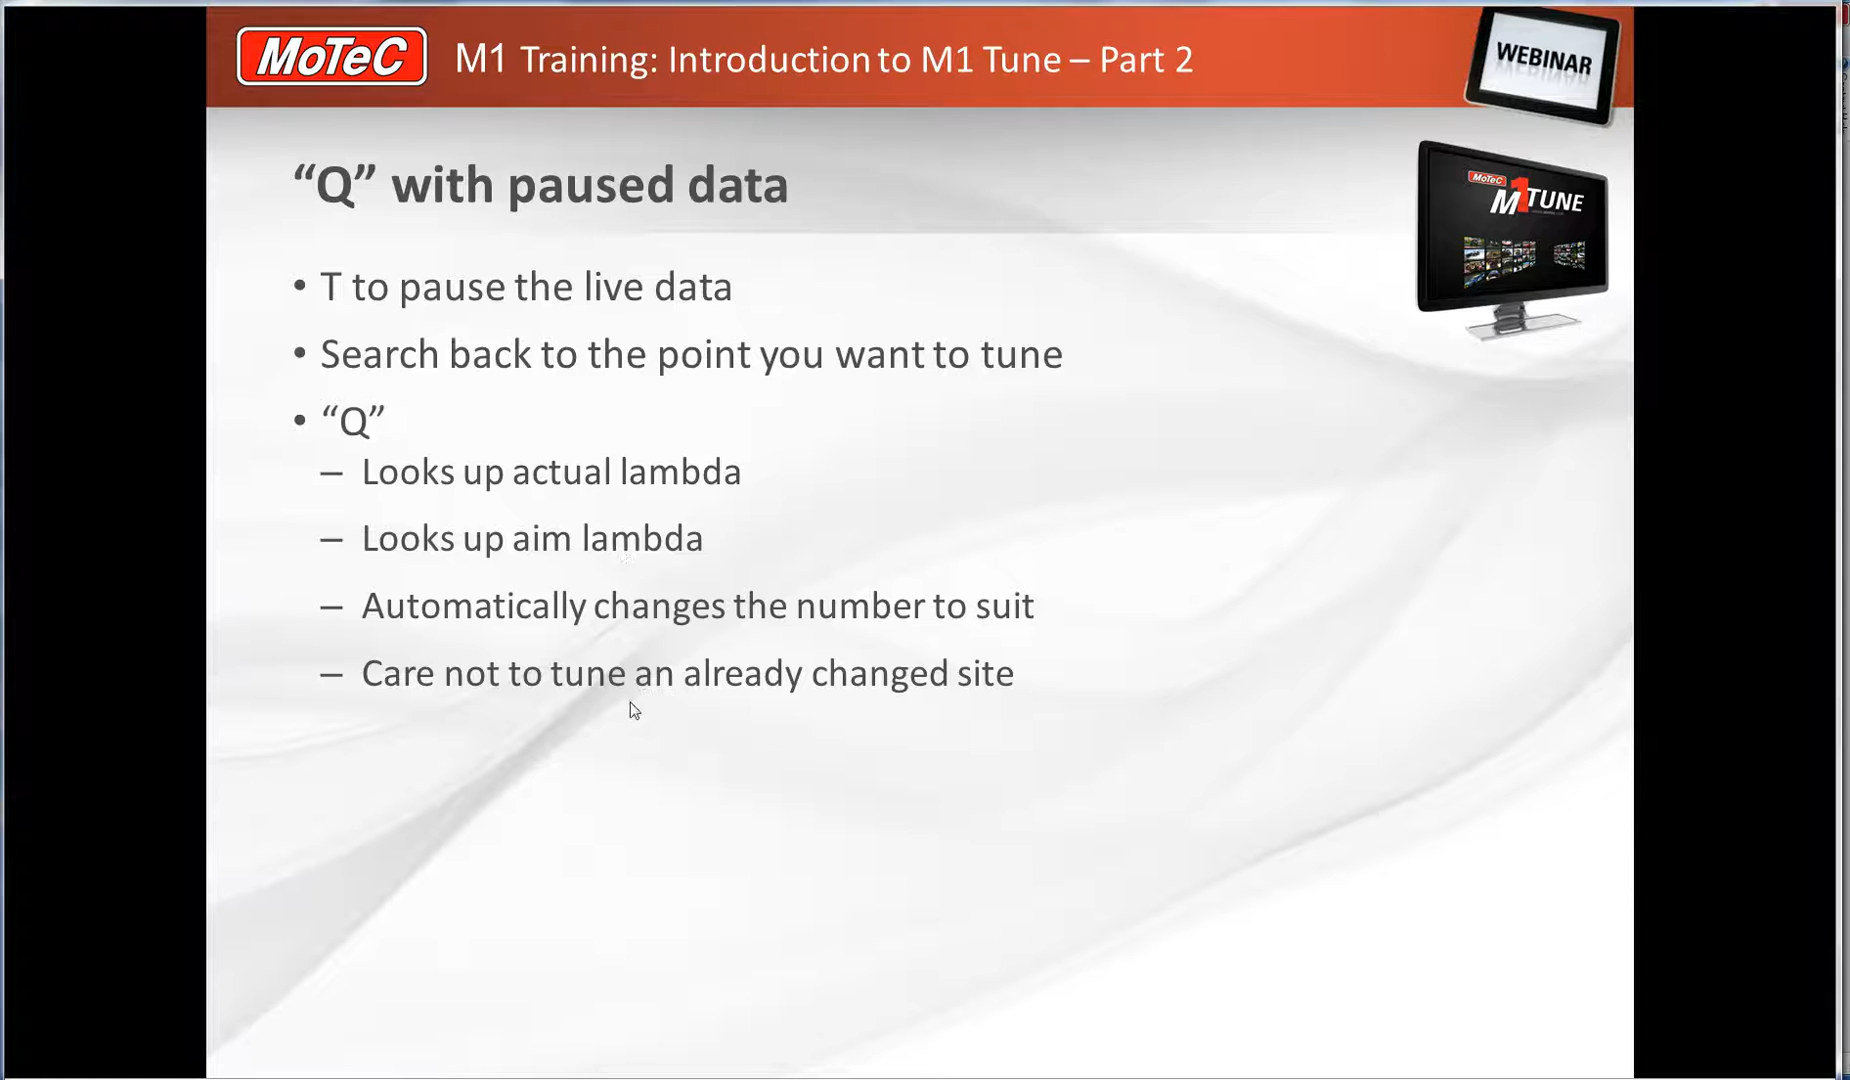 MoTeC M1 Training: Introduction to M1 Tune – Part 2
WEBINAR
MoTeC
M1 TUNE
“Q” with paused data
• T to pause the live data
• Search back to the point you want to tune
• “Q”
– Looks up actual lambda
– Looks up aim lambda
– Automatically changes the number to suit
– Care not to tune an already changed site